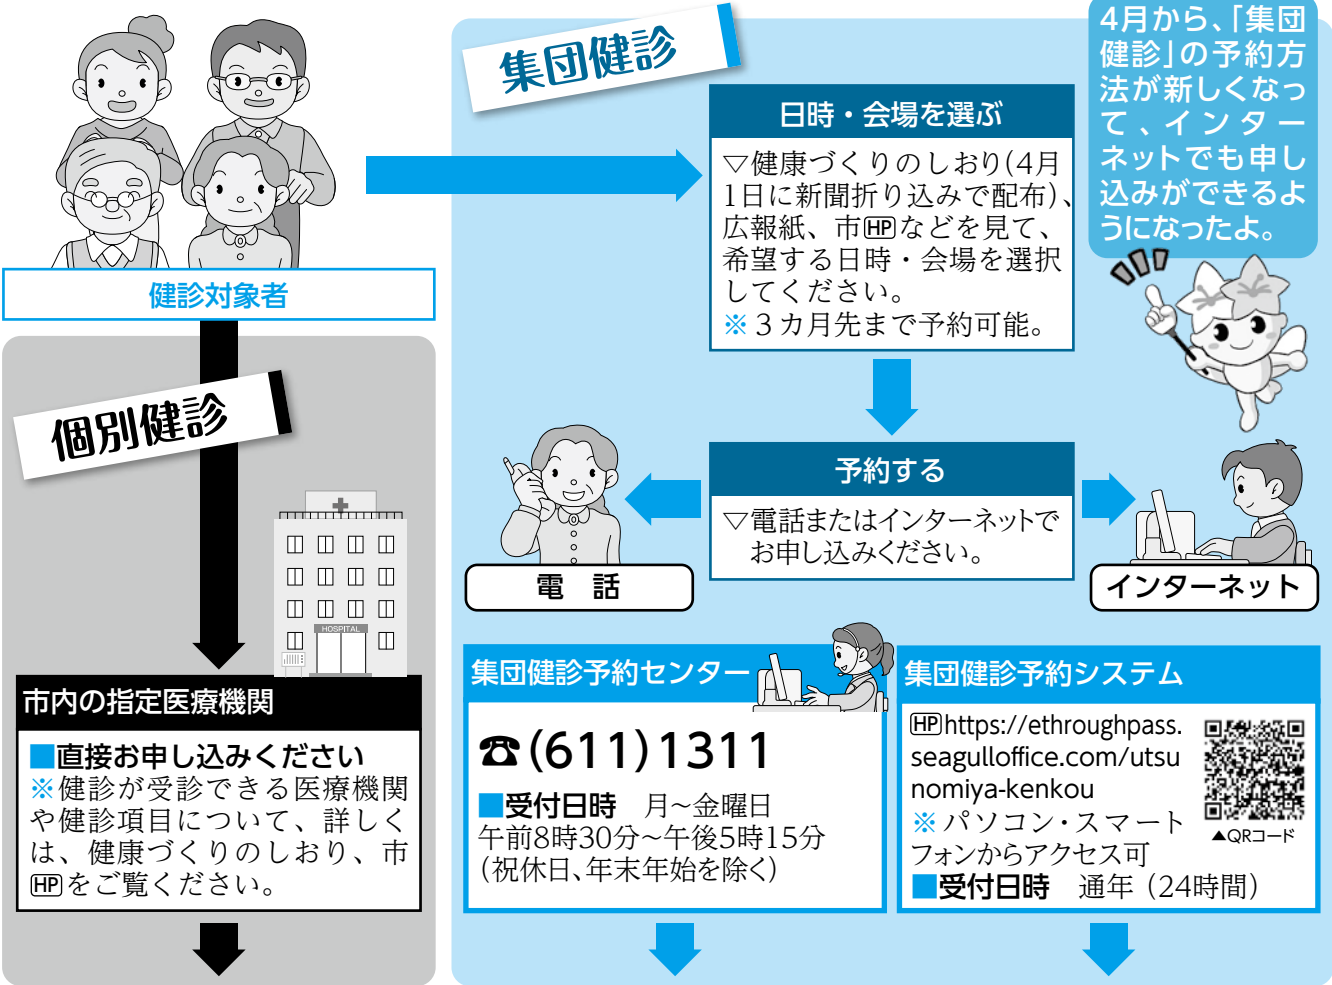 健診対象者
個別健診
HOSPITAL
市内の指定医療機関
■直接お申し込みください
※健診が受診できる医療機関
や健診項目について、詳しく
は、健康づくりのしおり、市
HPをご覧ください。
集団健診
4月から、「集団
健診」の予約方
法が新しくなっ
て、インター
ネットでも申し
込みができるよ
うになったよ。
日時・会場を選ぶ
▽健康づくりのしおり(4月
1日に新聞折り込みで配布)、
広報紙、市HPなどを見て、
希望する日時・会場を選択
してください。
※３カ月先まで予約可能。
予約する
▽電話またはインターネットで
お申し込みください。
電　話
インターネット
集団健診予約センター
☎(611)1311
■受付日時　月～金曜日
午前8時30分～午後5時15分
(祝休日、年末年始を除く)
集団健診予約システム
HPhttps://ethroughpass.
seagulloffice.com/utsu
nomiya-kenkou
※パソコン・スマート
フォンからアクセス可
■受付日時　通年（24時間）
▲QRコード